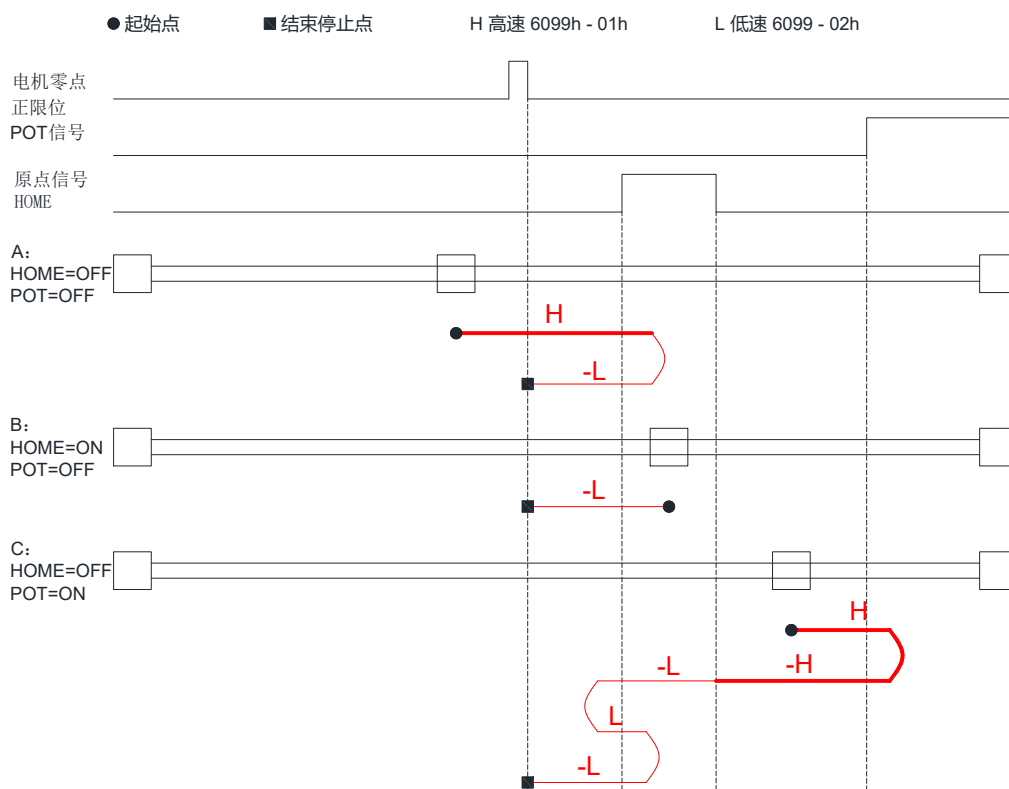 起始点 结束停止点 H 高速 6099h - 01h L 低速 6099 - 02h
电机零点
正限位
POT信号
原点信号
HOME
A:
HOME=OFF
POT=OFF
H
-L
B:
HOME=ON
POT=OFF
-L
C:
HOME=OFF
POT=ON
H
-H
-L
L
-L